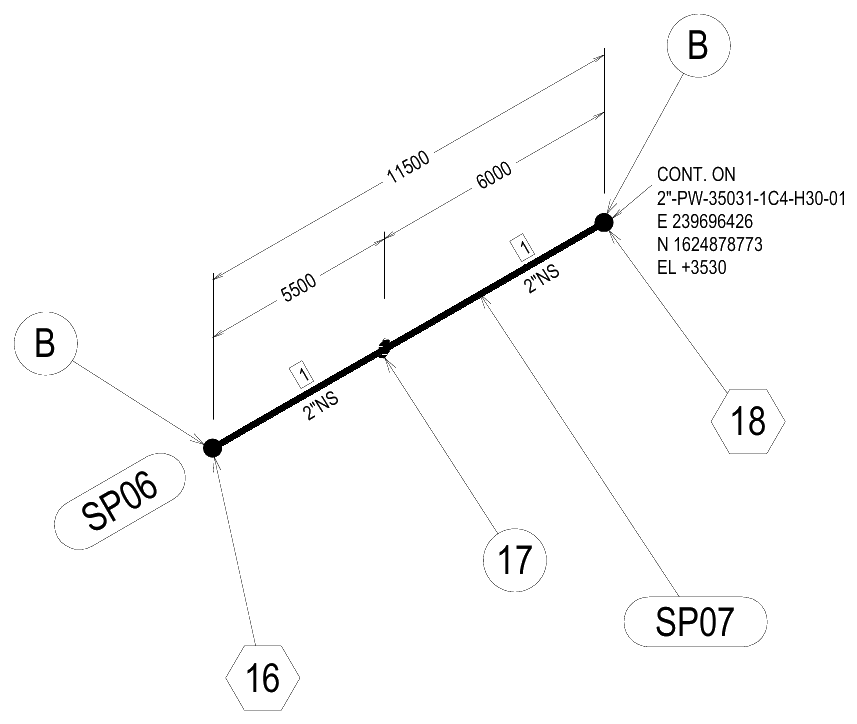 B
11500
6000
CONT. ON
2"-PW-35031-1C4-H30-01
E 239696426
N 1624878773
EL +3530
1
2"NS
5500
B
1
2"NS
18
SP06
17
SP07
16